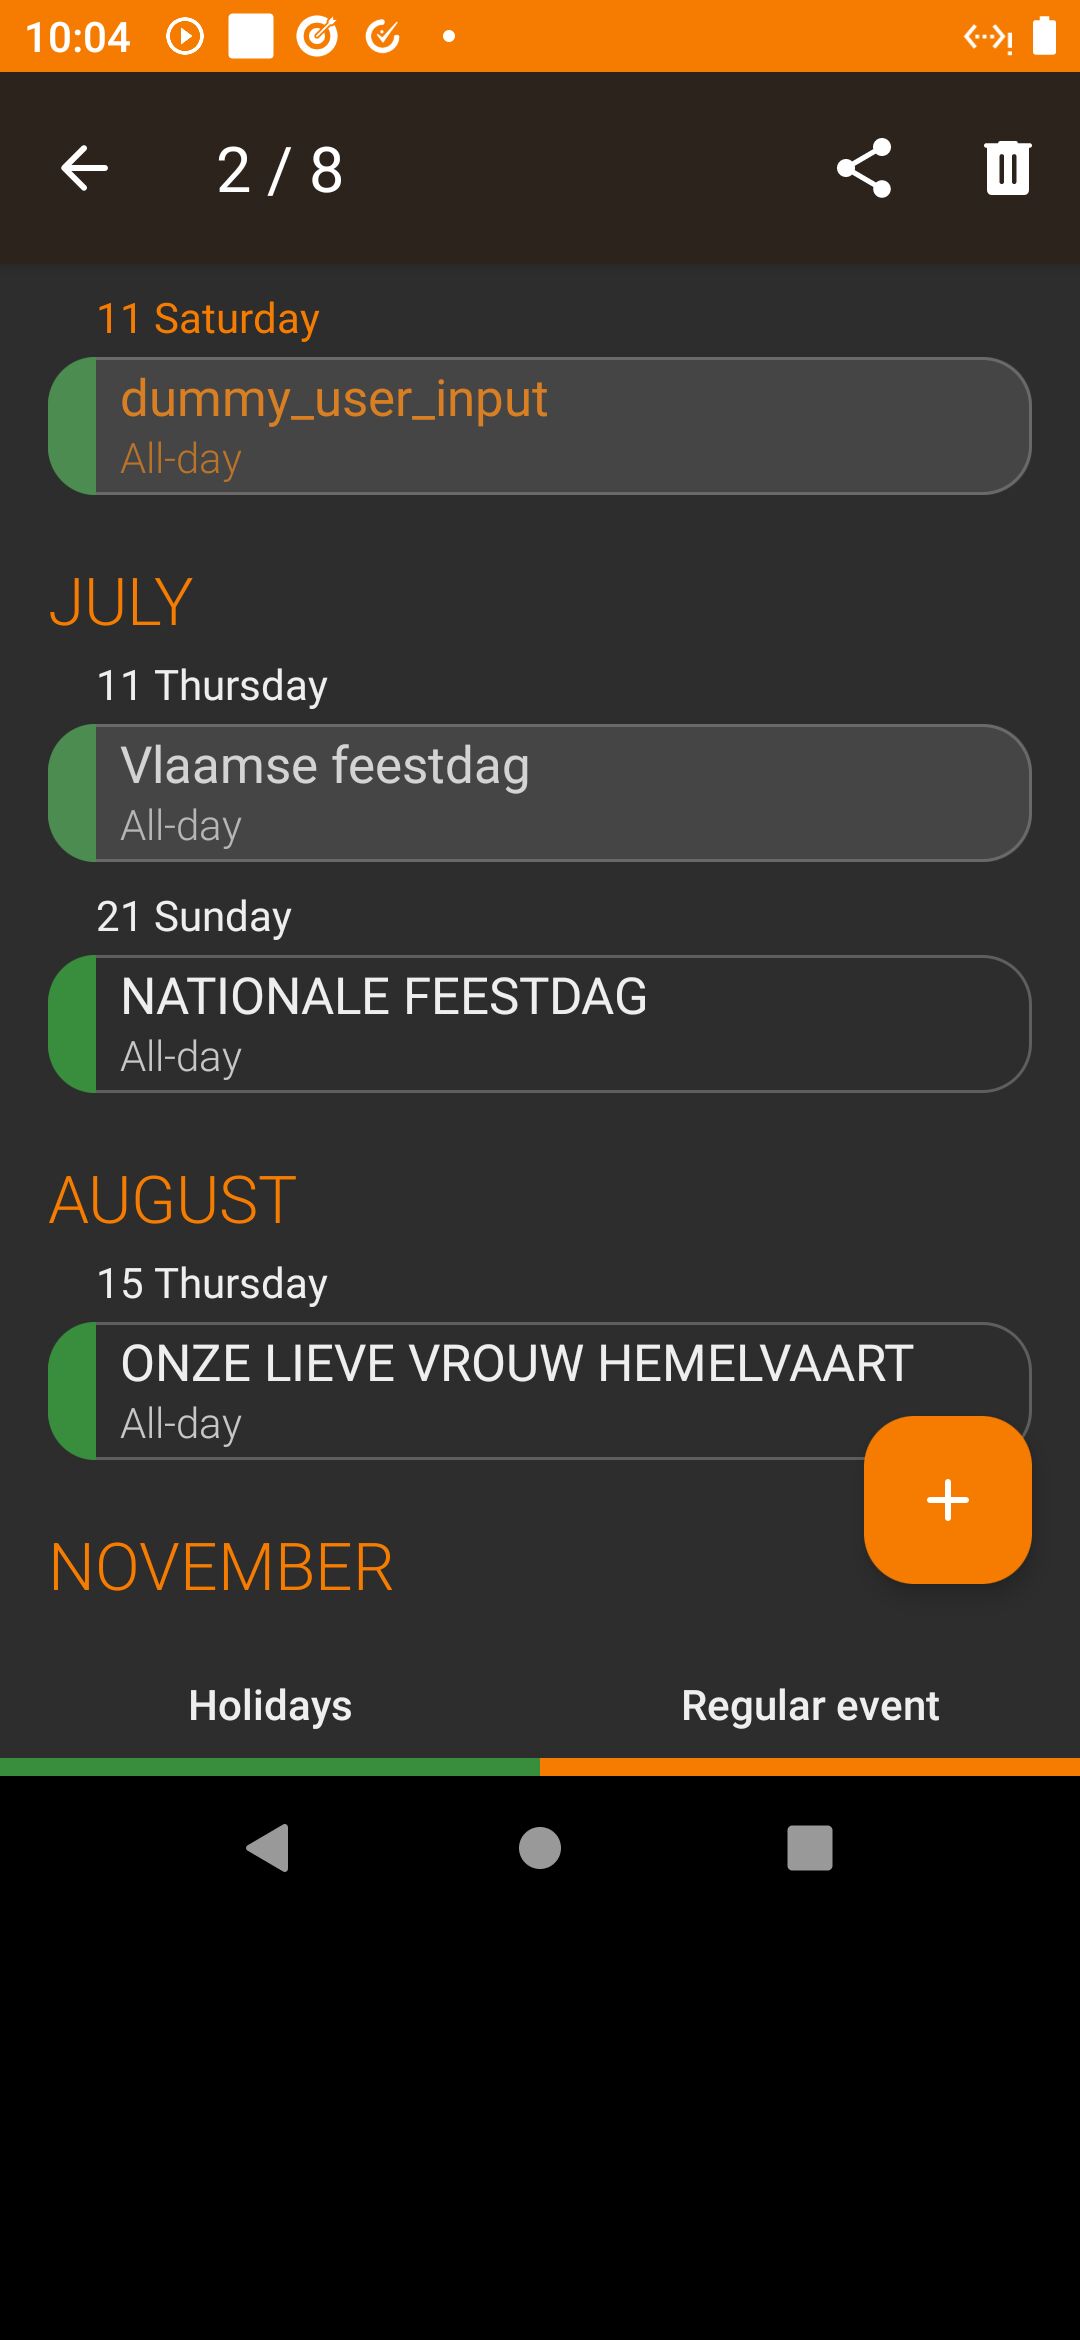 10:04
2 / 8
11 Saturday
dummy_user_input
All-day
JULY
11 Thursday
Vlaamse feestdag
All-day
21 Sunday
NATIONALE FEESTDAG
All-day
AUGUST
15 Thursday
ONZE LIEVE VROUW HEMELVAART
All-day
NOVEMBER
Holidays
Regular event